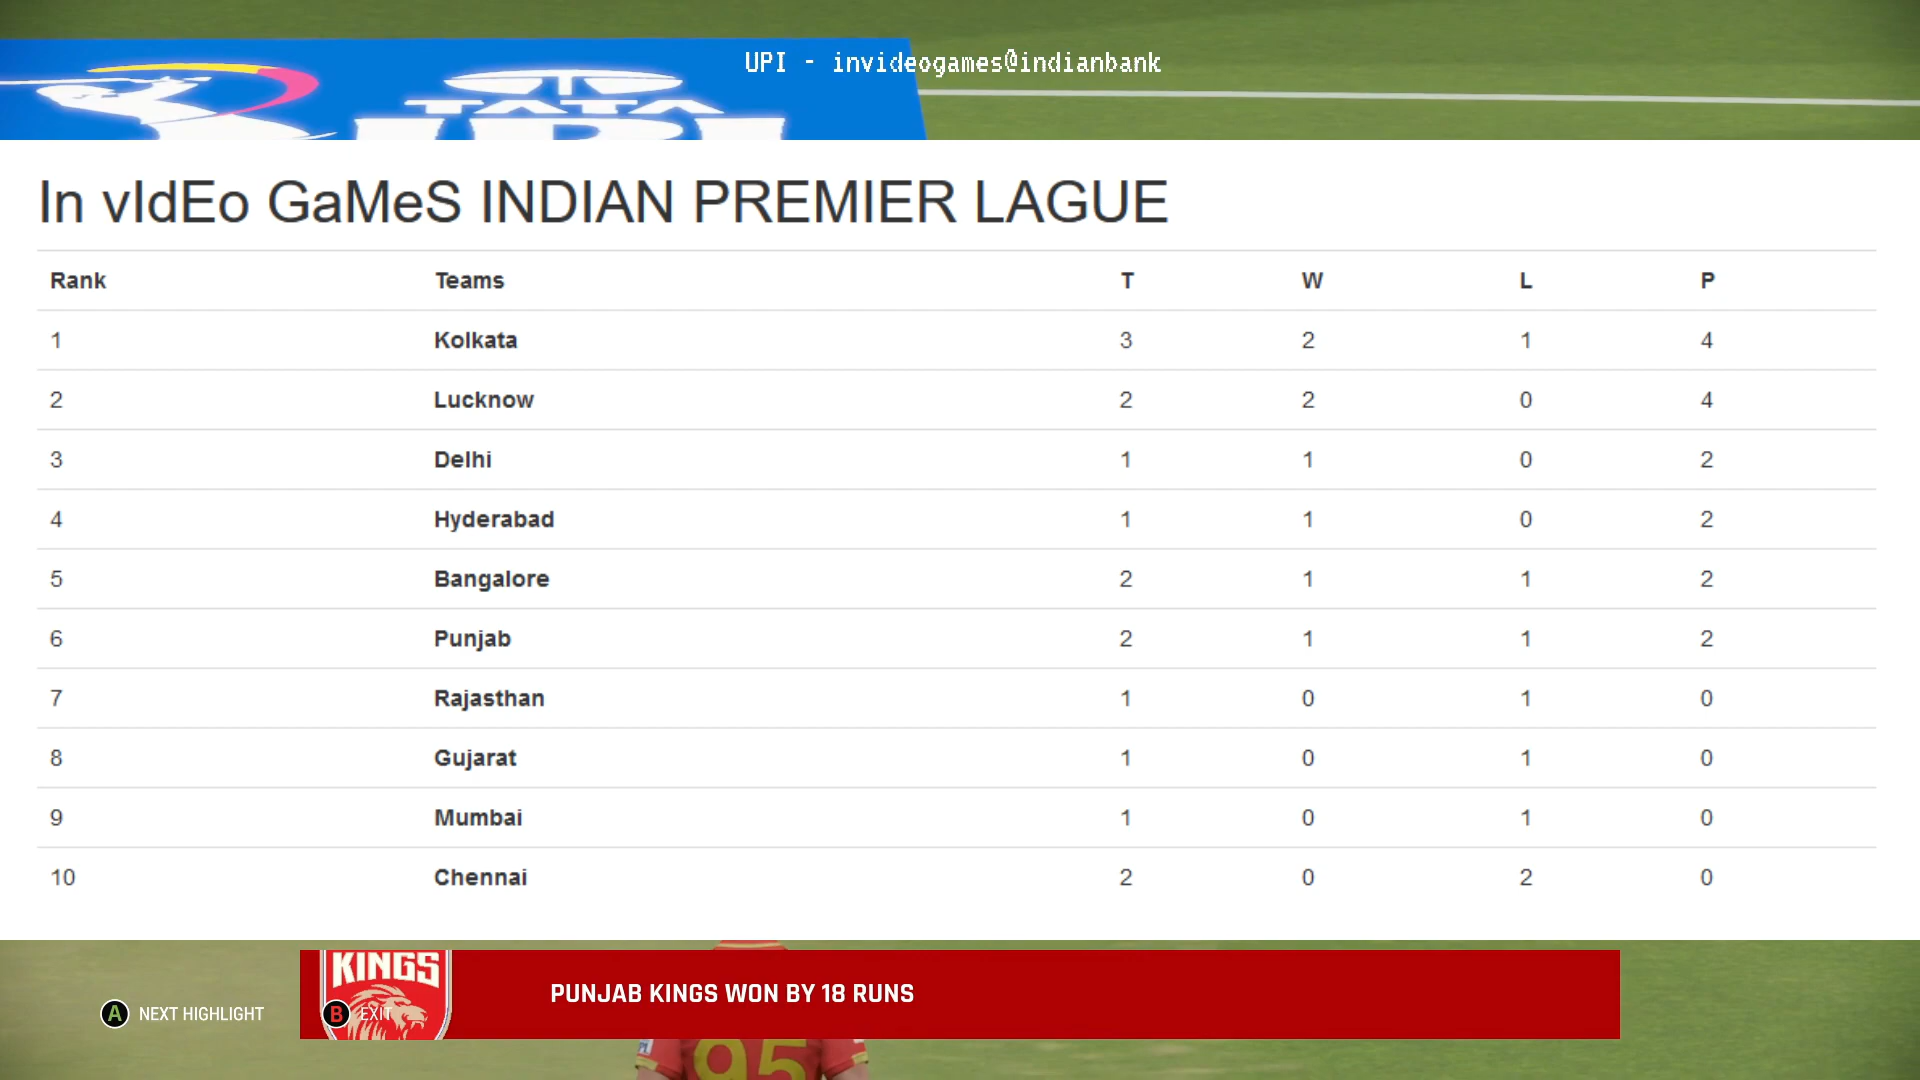 UPI - invideogames@indianbank
TATA
In vIdEo GaMeS INDIAN PREMIER LAGUE
Rank Teams T W L P
1 Kolkata 3 2 1 4
2 Lucknow 2 2 0 4
3 Delhi 1 1 0 2
4 Hyderabad 1 1 0 2
5 Bangalore 2 1 1 2
6 Punjab 2 1 1 2
7 Rajasthan 1 0 1 0
8 Gujarat 1 0 1 0
9 Mumbai 1 0 1 0
10 Chennai 2 0 2 0
KINGS
PUNJAB KINGS WON BY 18 RUNS
A NEXT HIGHLIGHT B EXIT
95